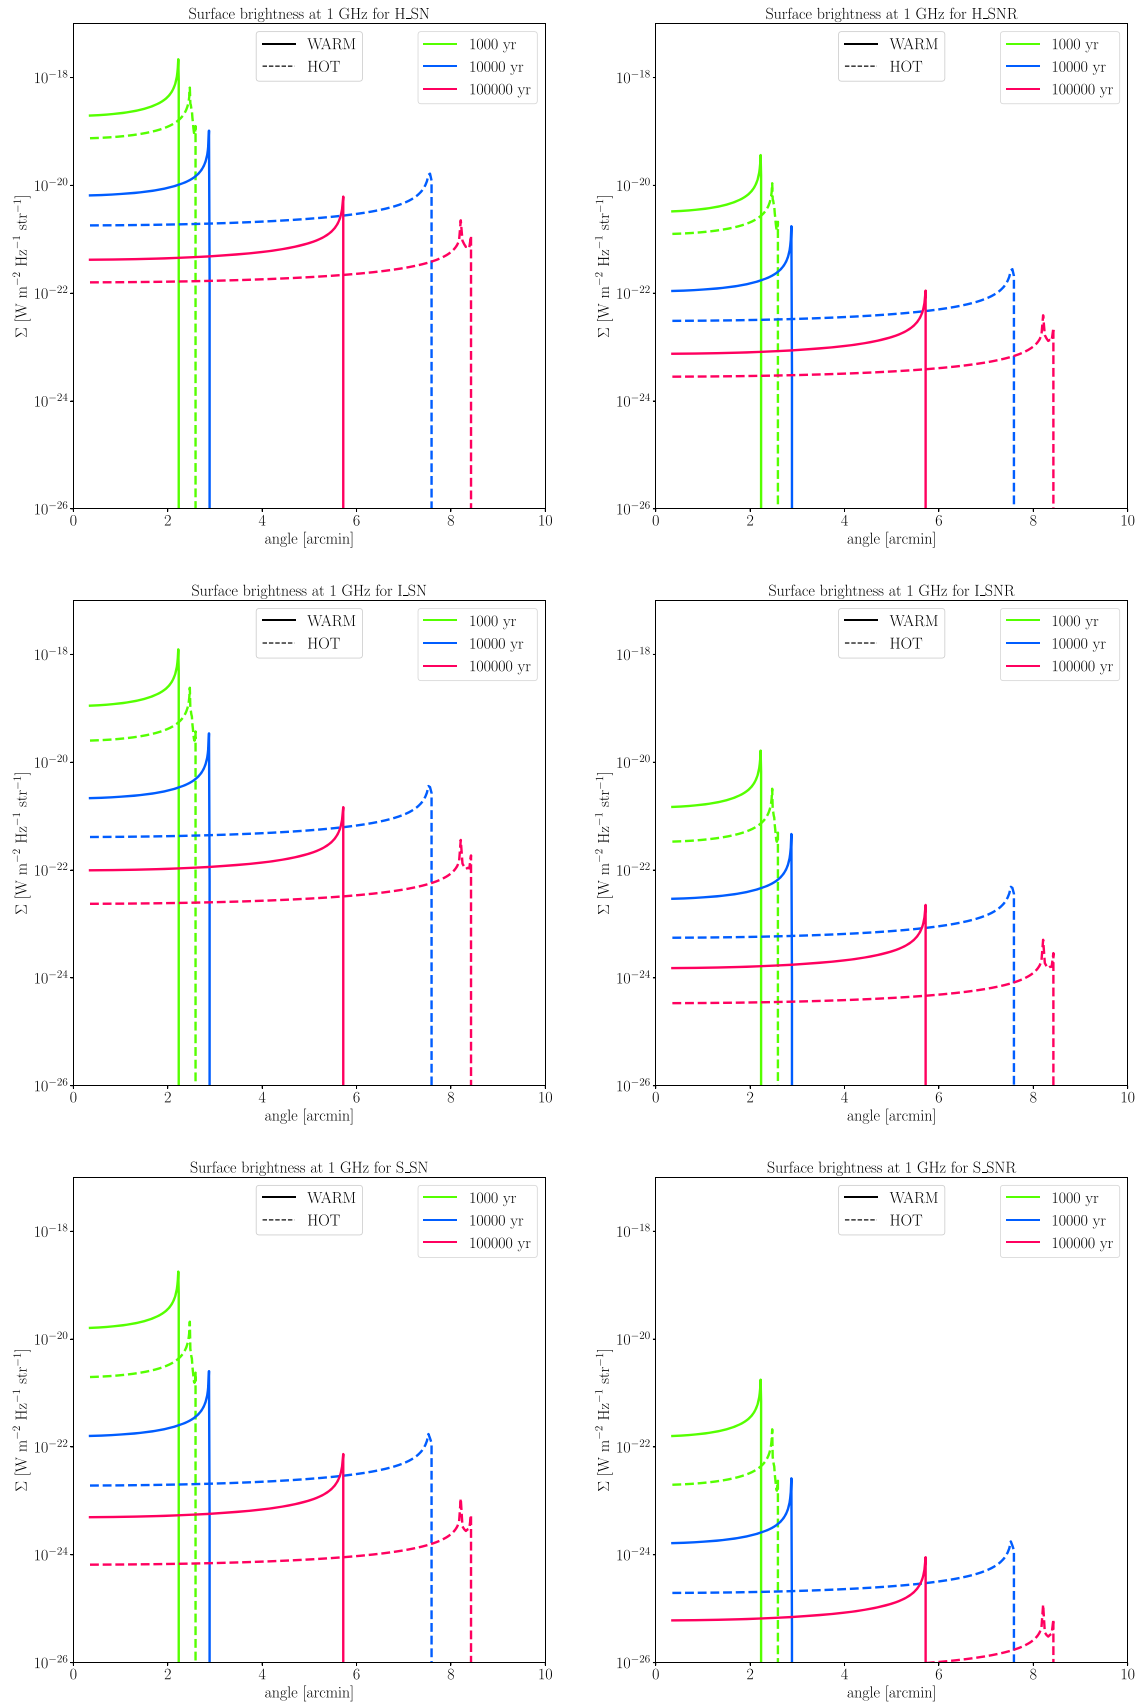 Surface brightness at 1 GHz for H_SN
WARM
HOT
1000 yr
10000 yr
100000 yr
Σ [W m−2 Hz−1 str−1]
10−18
10−20
10−22
10−24
10−26
0 2 4 6 8 10
angle [arcmin]
Surface brightness at 1 GHz for H_SNR
WARM
HOT
1000 yr
10000 yr
100000 yr
Σ [W m−2 Hz−1 str−1]
10−18
10−20
10−22
10−24
10−26
0 2 4 6 8 10
angle [arcmin]
Surface brightness at 1 GHz for I_SN
WARM
HOT
1000 yr
10000 yr
100000 yr
Σ [W m−2 Hz−1 str−1]
10−18
10−20
10−22
10−24
10−26
0 2 4 6 8 10
angle [arcmin]
Surface brightness at 1 GHz for I_SNR
WARM
HOT
1000 yr
10000 yr
100000 yr
Σ [W m−2 Hz−1 str−1]
10−18
10−20
10−22
10−24
10−26
0 2 4 6 8 10
angle [arcmin]
Surface brightness at 1 GHz for S_SN
WARM
HOT
1000 yr
10000 yr
100000 yr
Σ [W m−2 Hz−1 str−1]
10−18
10−20
10−22
10−24
10−26
0 2 4 6 8 10
angle [arcmin]
Surface brightness at 1 GHz for S_SNR
WARM
HOT
1000 yr
10000 yr
100000 yr
Σ [W m−2 Hz−1 str−1]
10−18
10−20
10−22
10−24
10−26
0 2 4 6 8 10
angle [arcmin]